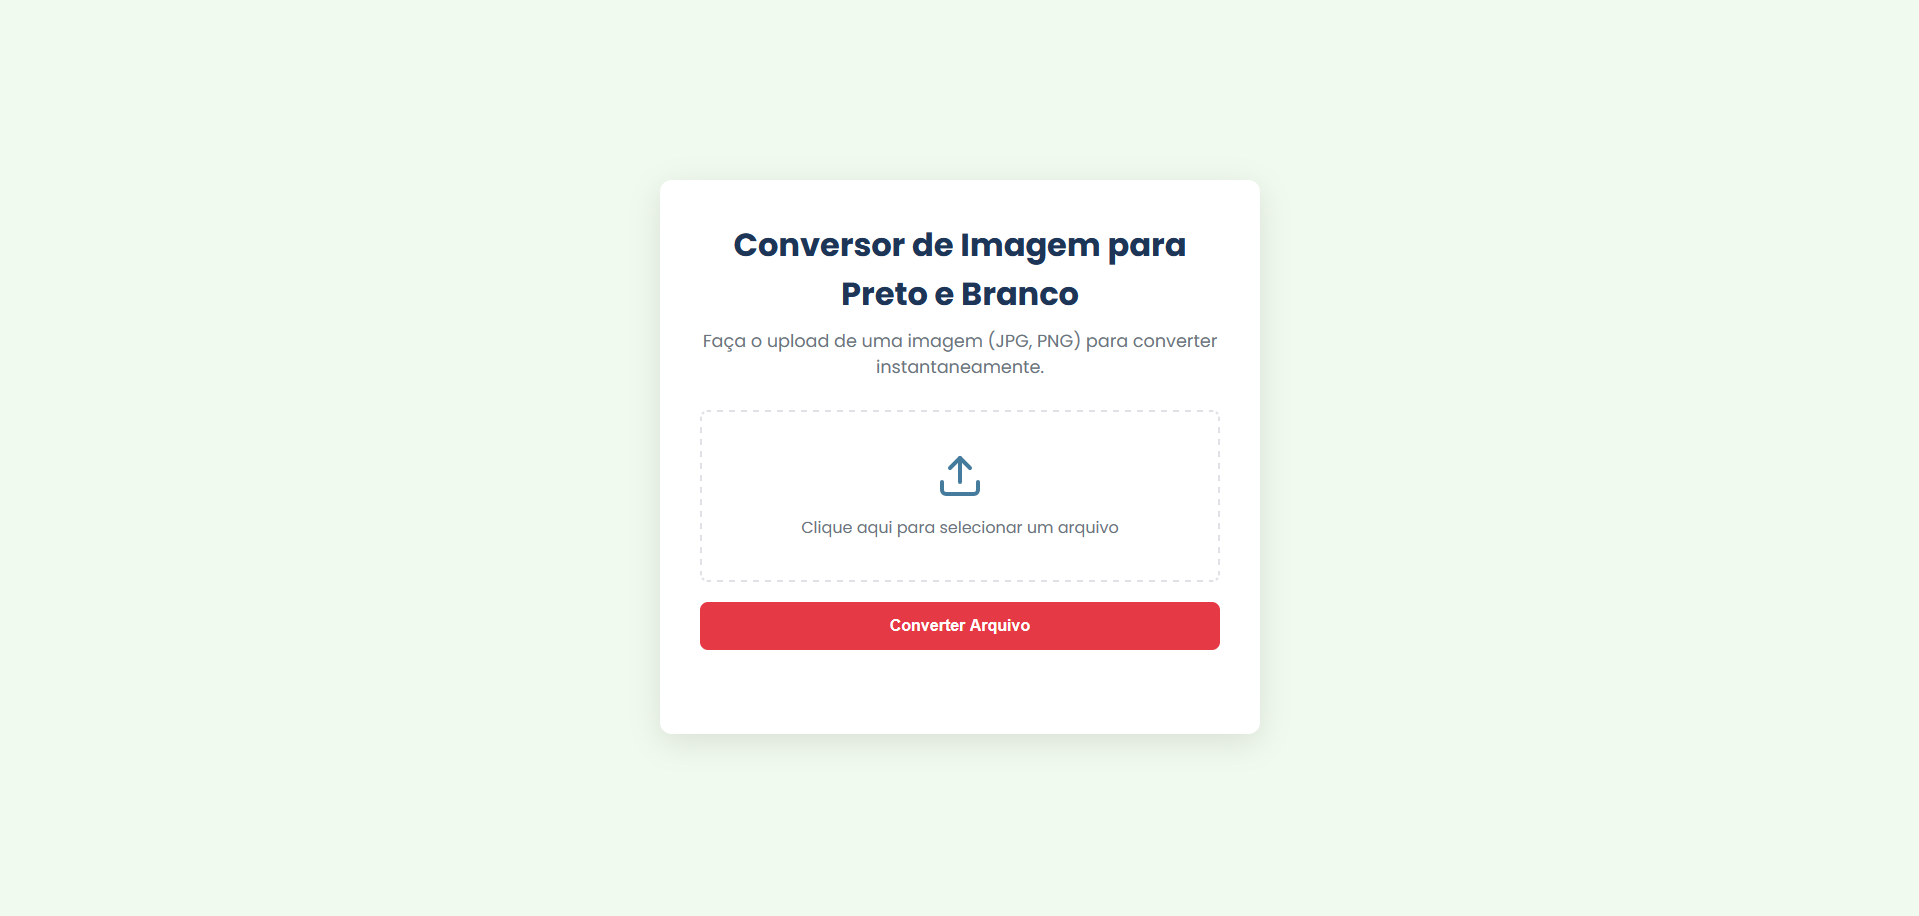 Conversor de Imagem para
Preto e Branco
Faça o upload de uma imagem (JPG, PNG) para converter
instantaneamente.
Clique aqui para selecionar um arquivo
Converter Arquivo